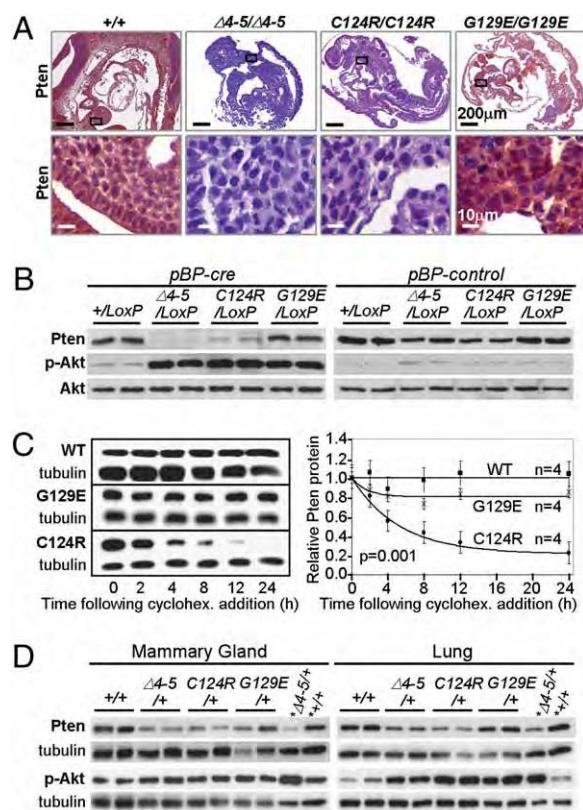 A
+/+ Δ4-5/Δ4-5 C124R/C124R G129E/G129E
Pten
200μm
Pten
10μm
B
pBP-cre pBP-control
+/LoxP Δ4-5/LoxP C124R/LoxP G129E/LoxP +/LoxP Δ4-5/LoxP C124R/LoxP G129E/LoxP
Pten
p-Akt
Akt
C
WT
tubulin
G129E
tubulin
C124R
tubulin
0 2 4 8 12 24
Time following cyclohex. addition (h)
Relative Pten protein
1.4
1.2
1.0
0.8
0.6
0.4
0.2
0
WT n=4
G129E n=4
C124R n=4
p=0.001
0 4 8 12 24
Time following cyclohex. addition (h)
D
Mammary Gland Lung
+/+ Δ4-5/+ C124R/+ G129E/+ *Δ4-5/+ *+/+ +/+ Δ4-5/+ C124R/+ G129E/+ *Δ4-5/+ *+/+
Pten
tubulin
p-Akt
tubulin